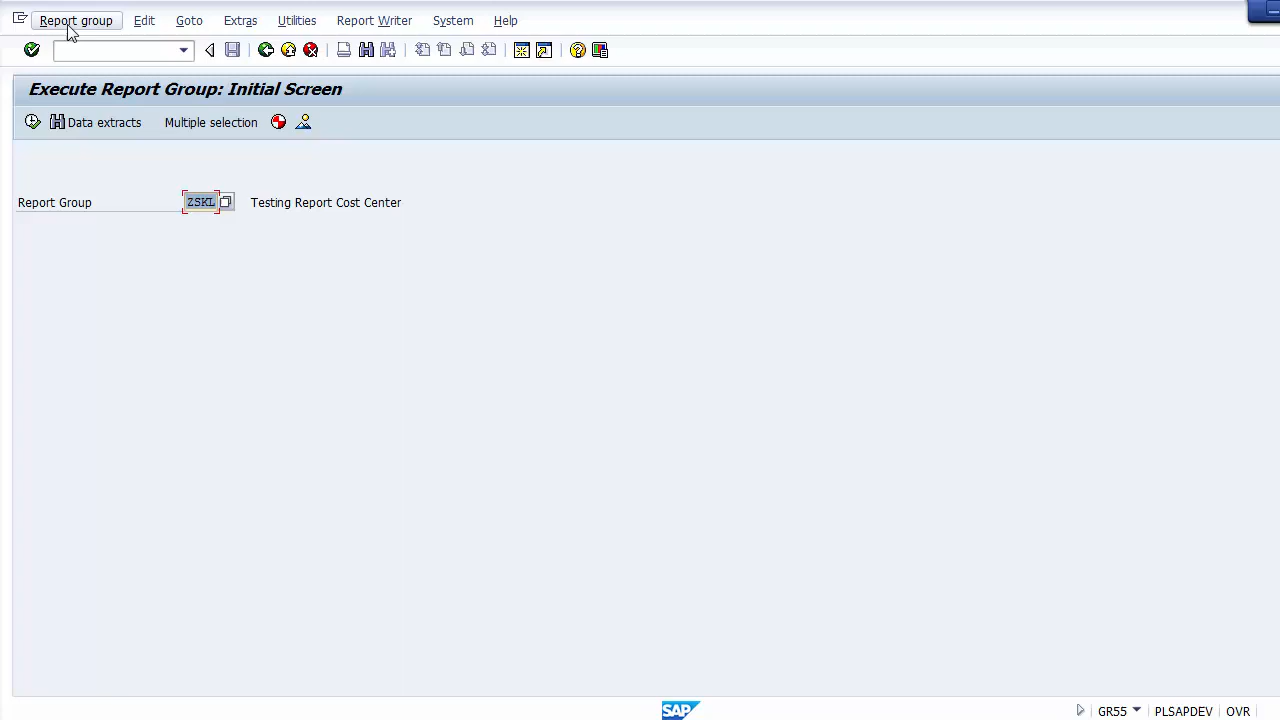 Report group Edit Goto Extras Utilities Report Writer System Help
Execute Report Group: Initial Screen
Data extracts Multiple selection
Report Group ZSKL Testing Report Cost Center
SAP GR55 PLSAPDEV OVR